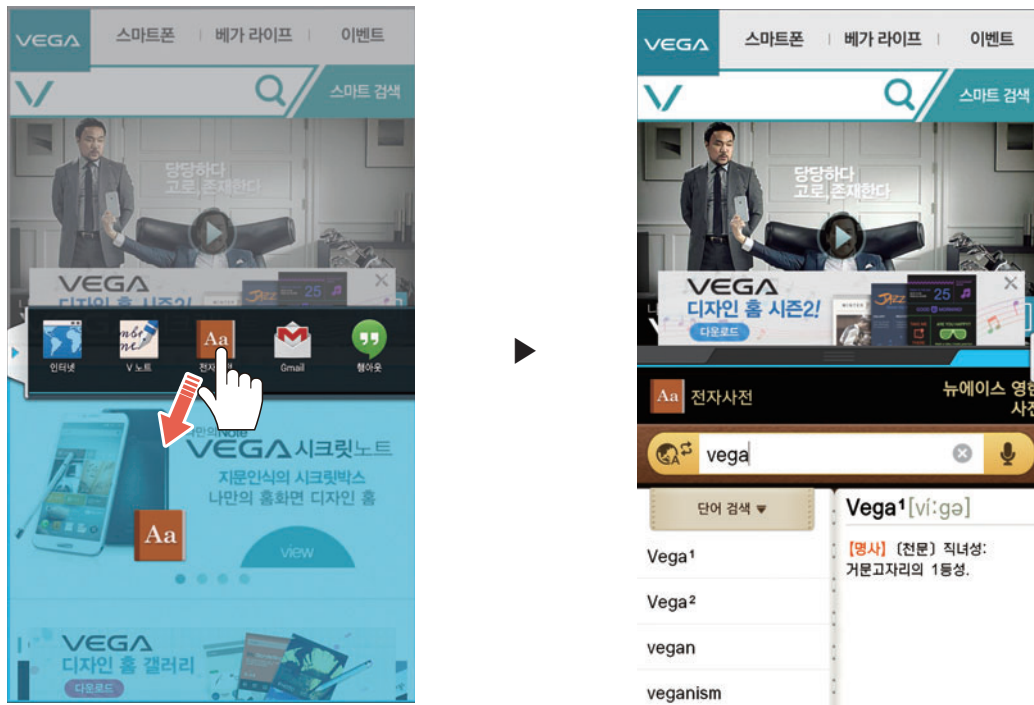 VEGA 스마트폰 베가 라이프 이벤트
스마트 검색
당당하다
고로, 존재한다
VEGA
디자인 홈 시즌2!
25
인터넷 V 노트 Aa Gmail 행아웃
VEGA 시크릿노트
지문인식의 시크릿박스
나만의 홈화면 디자인 홈
Aa
view
VEGA
디자인 홈 갤러리
다운로드
VEGA 스마트폰 베가 라이프 이벤트
스마트 검색
당당하다
고로, 존재한다
VEGA
디자인 홈 시즌2!
다운로드
WINTER JAZZ 25
Aa 전자사전 뉴에이스 영한
사전
vega
단어 검색
Vega¹
Vega²
vegan
veganism
Vega¹[víːgə]
[명사] 〔천문〕 직녀성:
거문고자리의 1등성.